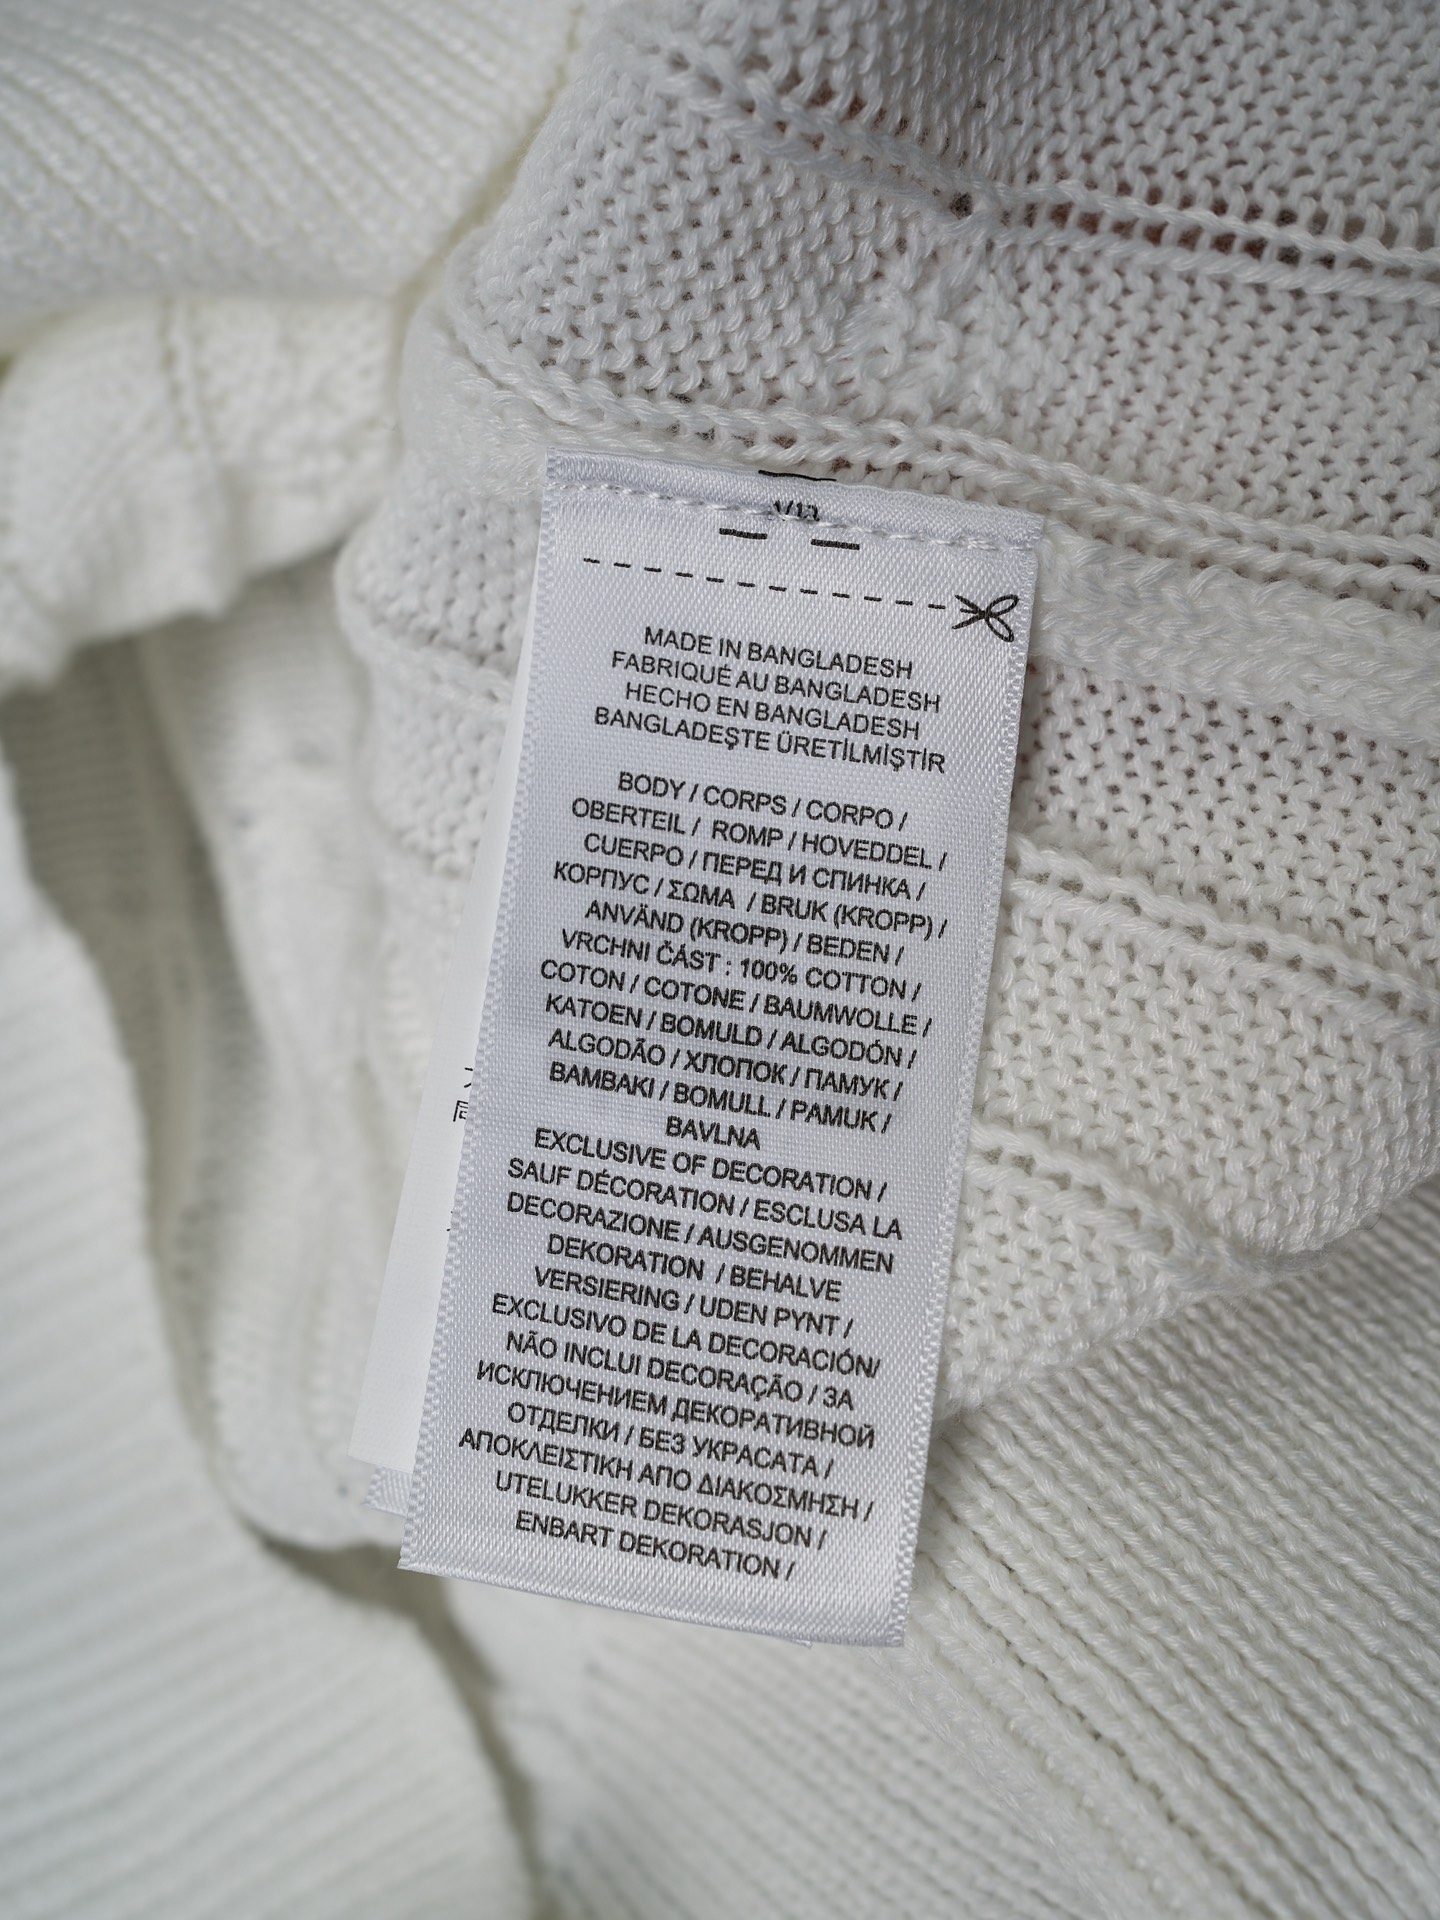 MADE IN BANGLADESH
FABRIQUÉ AU BANGLADESH
HECHO EN BANGLADESH
BANGLADEŞTE ÜRETİLMİŞTİR
BODY / CORPS / CORPO /
OBERTEIL / ROMP / HOVEDDEL /
CUERPO / ПЕРЕД И СПИНКА /
КОРПУС / ΣΩΜΑ / BRUK (KROPP) /
ANVÄND (KROPP) / BEDEN /
VRCHNI ČÁST : 100% COTTON /
COTON / COTONE / BAUMWOLLE /
KATOEN / BOMULD / ALGODÓN /
ALGODÃO / ХЛОПОК / ПАМУК /
BAMBAKI / BOMULL / PAMUK /
BAVLNA
EXCLUSIVE OF DECORATION /
SAUF DÉCORATION / ESCLUSA LA
DECORAZIONE / AUSGENOMMEN
DEKORATION / BEHALVE
VERSIERING / UDEN PYNT /
EXCLUSIVO DE LA DECORACIÓN/
NÃO INCLUI DECORAÇÃO / ЗА
ИСКЛЮЧЕНИЕМ ДЕКОРАТИВНОЙ
ОТДЕЛКИ / БЕЗ УКРАСАТА /
ΑΠΟΚΛΕΙΣΤΙΚΗ ΑΠΟ ΔΙΑΚΟΣΜΗΣΗ /
UTELUKKER DEKORASJON /
ENBART DEKORATION /